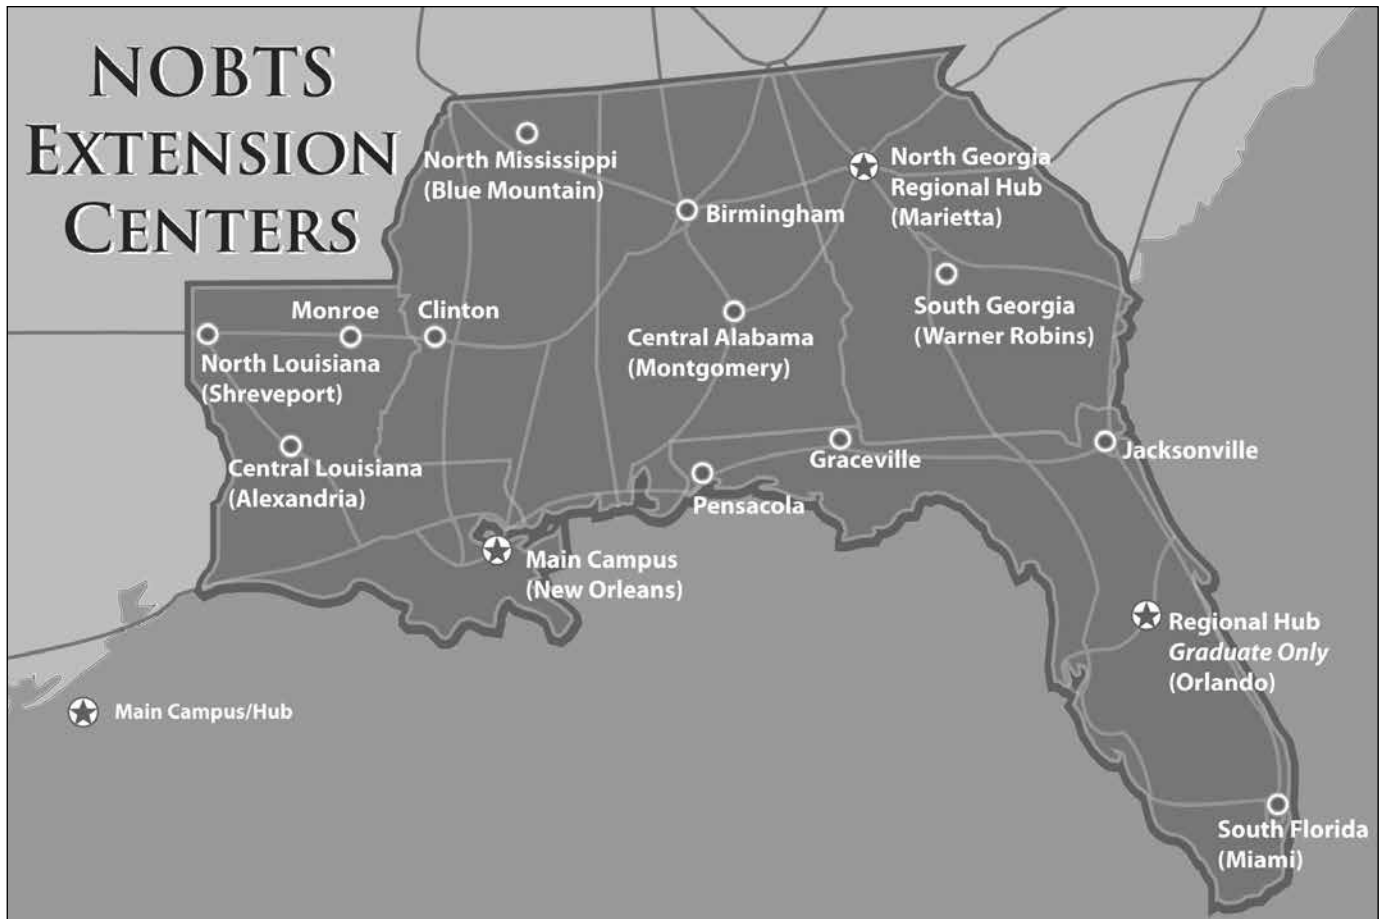 NOBTS
EXTENSION
CENTERS
North Mississippi
(Blue Mountain)
North Georgia
Regional Hub
(Marietta)
Birmingham
South Georgia
(Warner Robins)
Monroe
Clinton
Central Alabama
(Montgomery)
North Louisiana
(Shreveport)
Central Louisiana
(Alexandria)
Graceville
Jacksonville
Pensacola
Main Campus
(New Orleans)
Regional Hub
Graduate Only
(Orlando)
Main Campus/Hub
South Florida
(Miami)